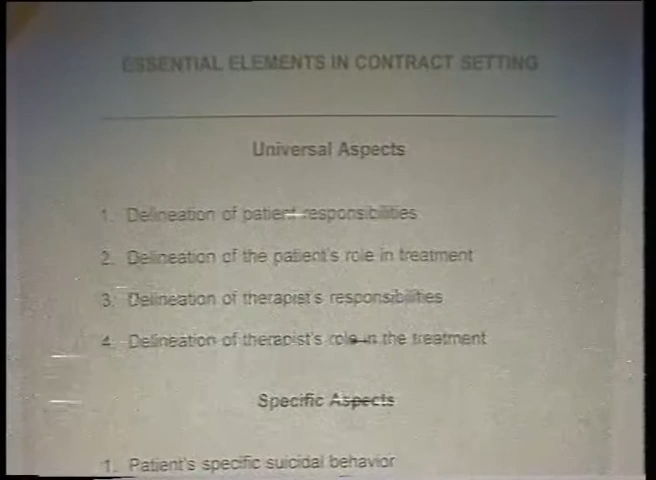 ESSENTIAL ELEMENTS IN CONTRACT SETTING
Universal Aspects
1. Delineation of patient responsibilities
2. Delineation of the patient's role in treatment
3. Delineation of therapist's responsibilities
4. Delineation of therapist's role in the treatment
Specific Aspects
1. Patient's specific suicidal behavior